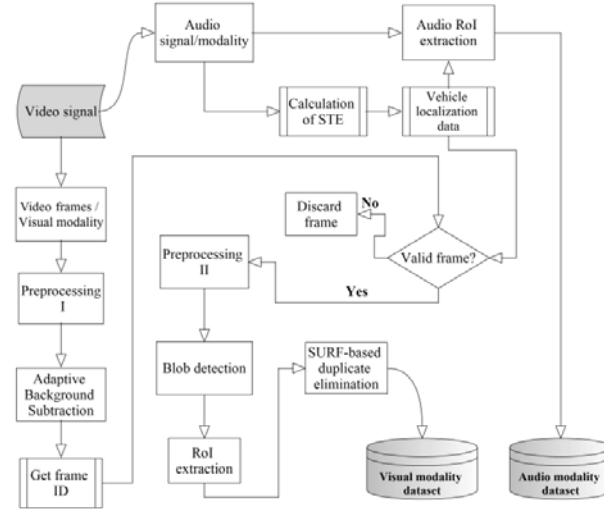 Audio
signal/modality
Audio RoI
extraction
Video signal
Calculation
of STE
Vehicle
localization
data
Video frames /
Visual modality
Discard
frame
No
Valid frame?
Preprocessing
II
Yes
Preprocessing
I
Blob detection
SURF-based
duplicate
elimination
Adaptive
Background
Subtraction
RoI
extraction
Get frame
ID
Visual modality
dataset
Audio modality
dataset